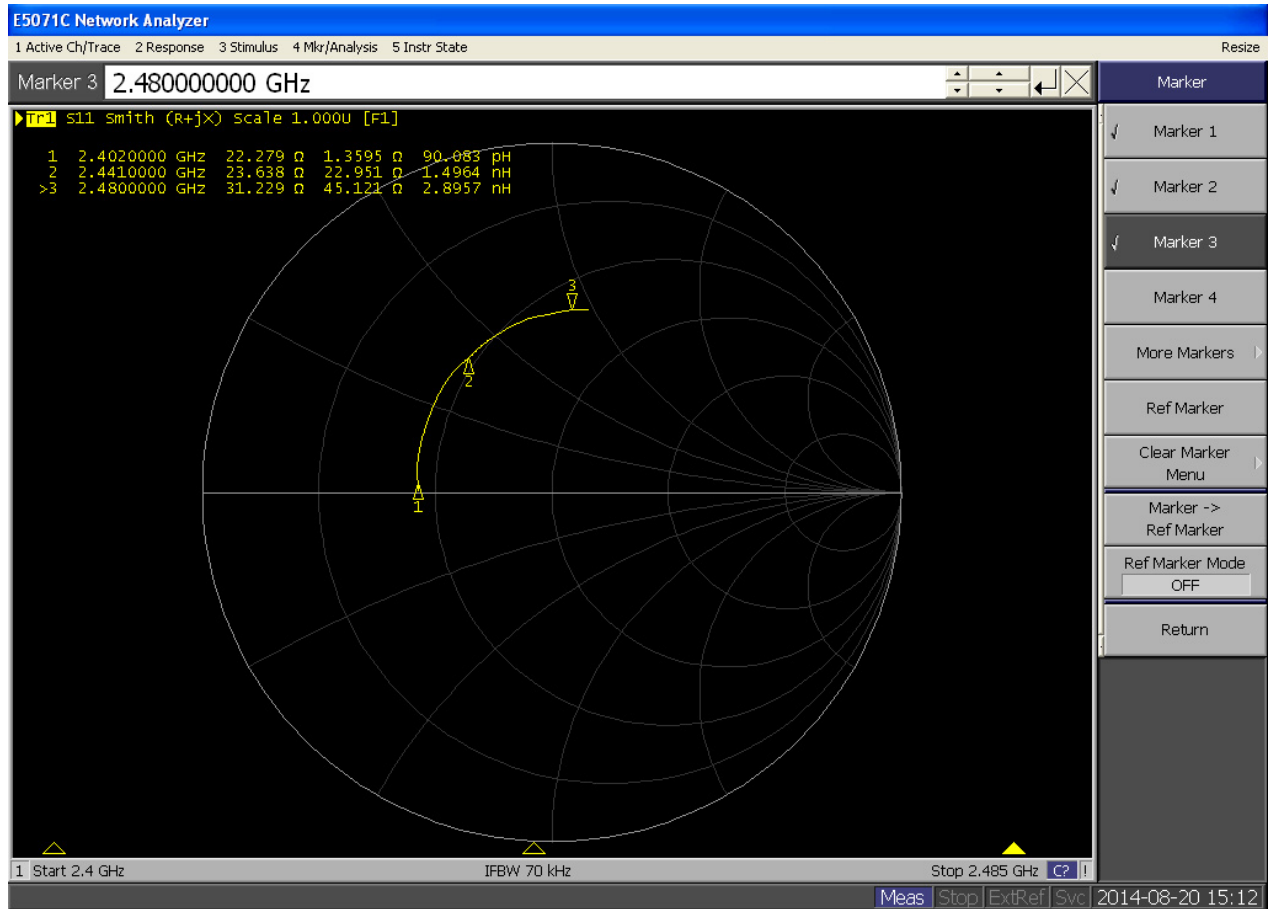 E5071C Network Analyzer
1 Active Ch/Trace 2 Response 3 Stimulus 4 Mkr/Analysis 5 Instr State Resize
Marker 3 2.480000000 GHz
Marker
Tr1 S11 Smith (R+jX) Scale 1.000U [F1]
1 2.4020000 GHz 22.279 Ω 1.3595 Ω 90.083 pH
2 2.4410000 GHz 23.638 Ω 22.951 Ω 1.4964 nH
>3 2.4800000 GHz 31.229 Ω 45.121 Ω 2.8957 nH
3
2
1
Marker 1
Marker 2
Marker 3
Marker 4
More Markers
Ref Marker
Clear Marker
Menu
Marker ->
Ref Marker
Ref Marker Mode
OFF
Return
1 Start 2.4 GHz IFBW 70 kHz Stop 2.485 GHz C? !
Meas Stop ExtRef Svc 2014-08-20 15:12